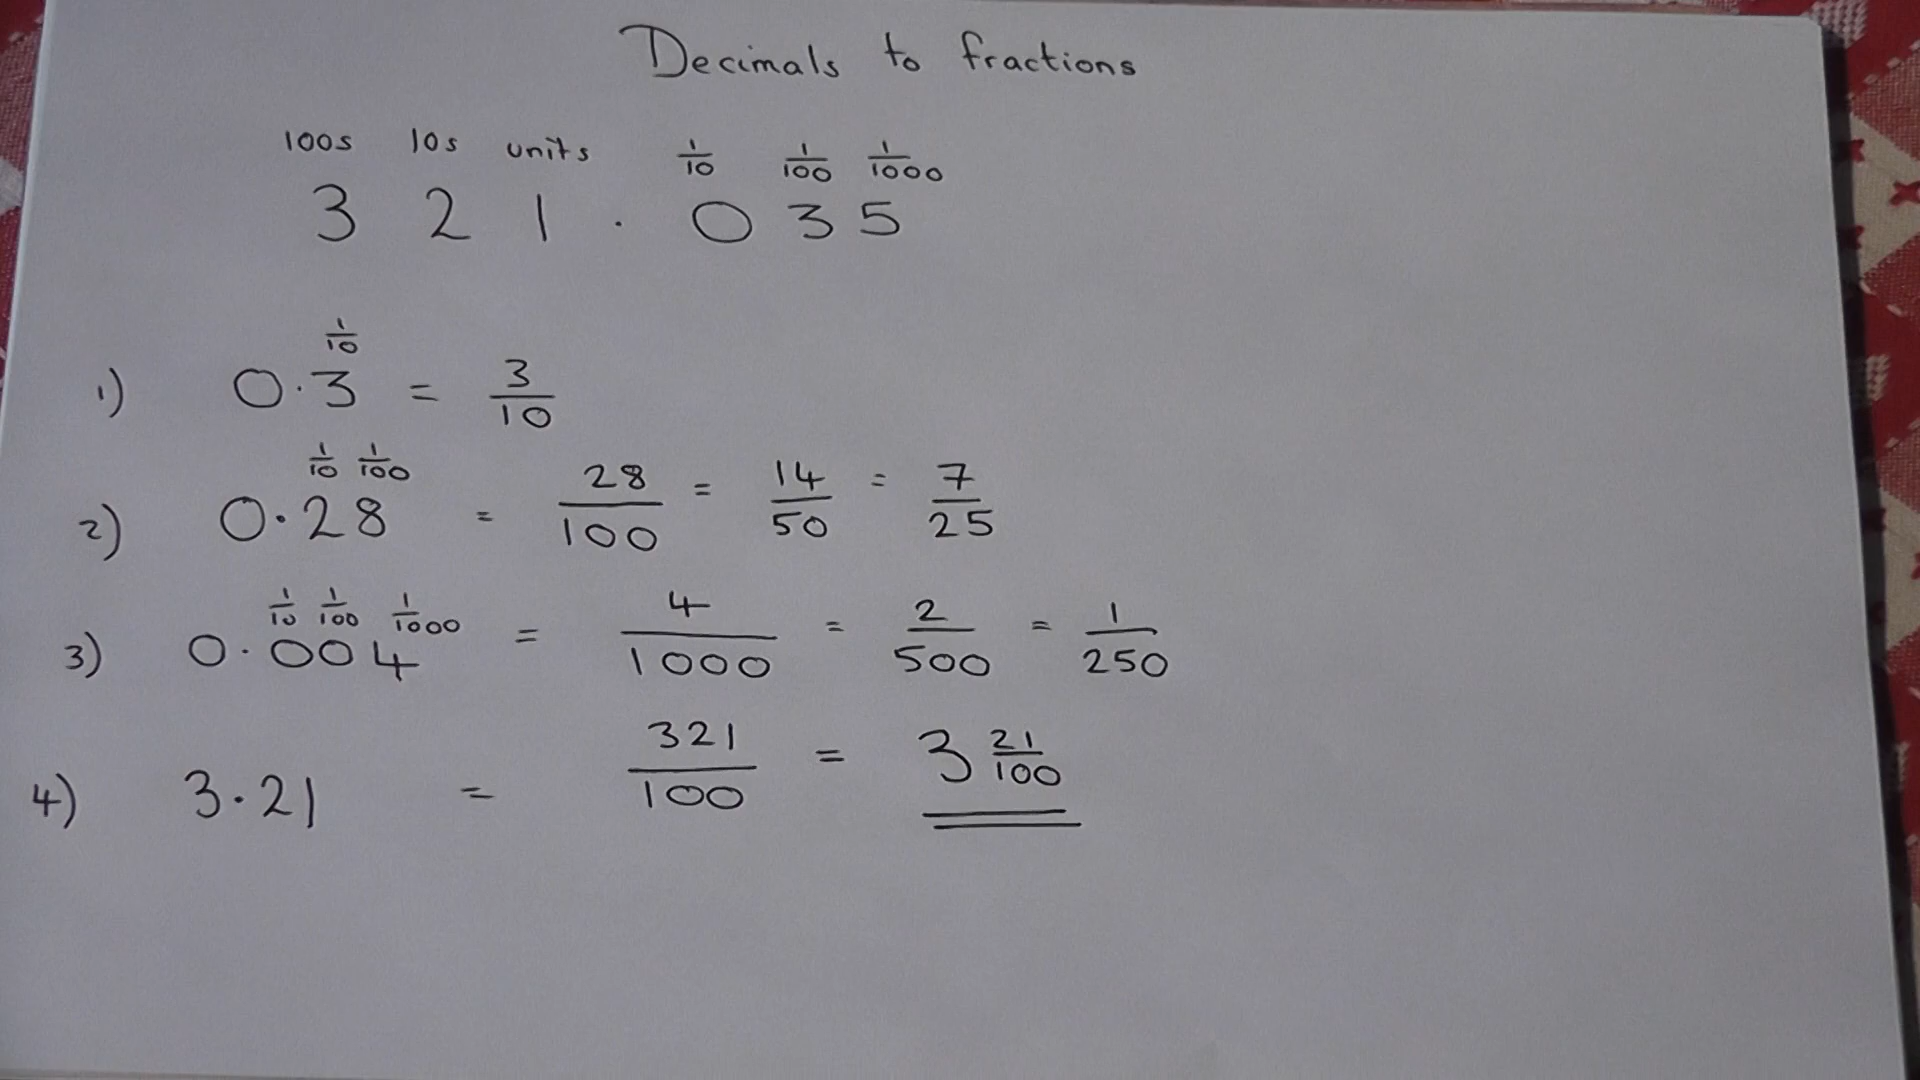 Decimals to fractions
100s 10s units 1/10 1/100 1/1000
3 2 1 . 0 3 5
1/10
1) 0.3 = 3/10
1/10 1/100
2) 0.28 = 28/100 = 14/50 = 7/25
1/10 1/100 1/1000
3) 0.004 = 4/1000 = 2/500 = 1/250
4) 3.21 = 321/100 = 3 21/100